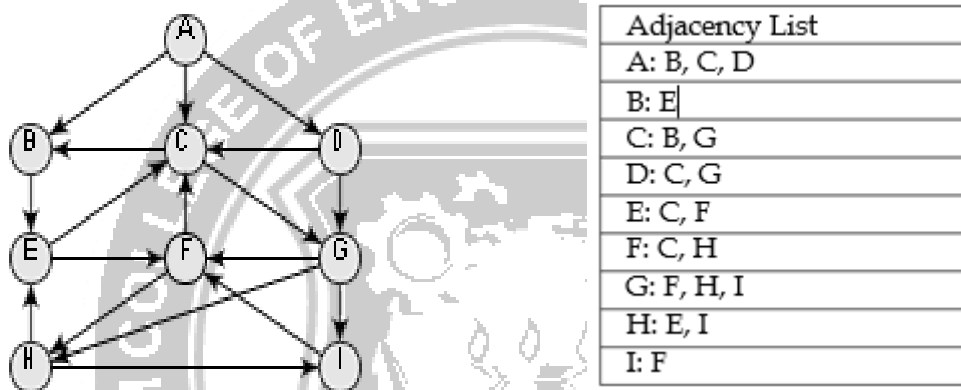 A
B C D
E F G
H I
Adjacency List
A: B, C, D
B: E
C: B, G
D: C, G
E: C, F
F: C, H
G: F, H, I
H: E, I
I: F